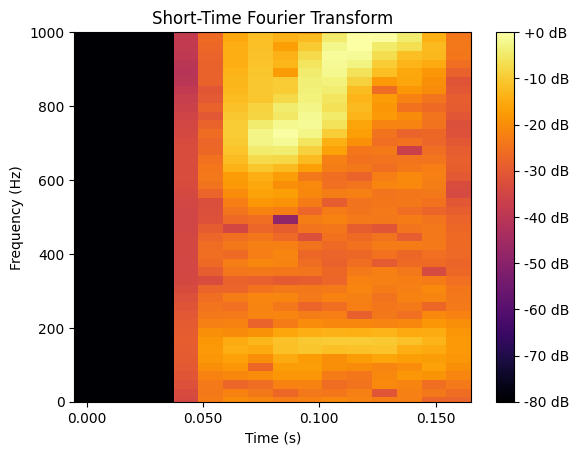 Short-Time Fourier Transform
1000
800
600
400
200
0
Frequency (Hz)
0.000
0.050
0.100
0.150
Time (s)
+0 dB
-10 dB
-20 dB
-30 dB
-40 dB
-50 dB
-60 dB
-70 dB
-80 dB